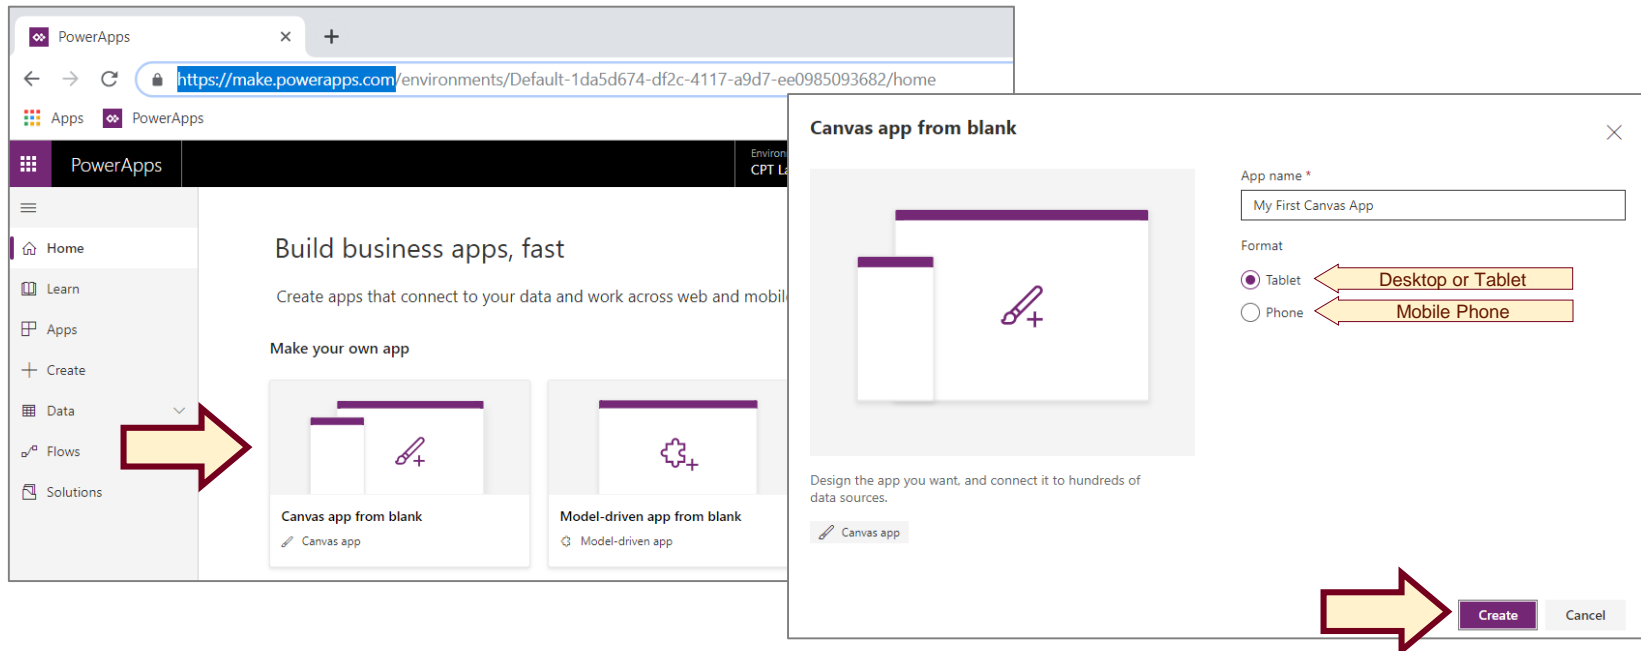 PowerApps
https://make.powerapps.com/environments/Default-1da5d674-df2c-4117-a9d7-ee0985093682/home
Apps PowerApps
PowerApps
CPT
Home
Learn
Apps
Create
Data
Flows
Solutions
Build business apps, fast
Create apps that connect to your data and work across web and
Make your own app
Canvas app from blank
Canvas app
Model-driven app from blank
Model-driven app
Canvas app from blank
App name *
My First Canvas App
Format
Tablet
Desktop or Tablet
Phone
Mobile Phone
Design the app you want, and connect it to hundreds of
data sources.
Canvas app
Create
Cancel